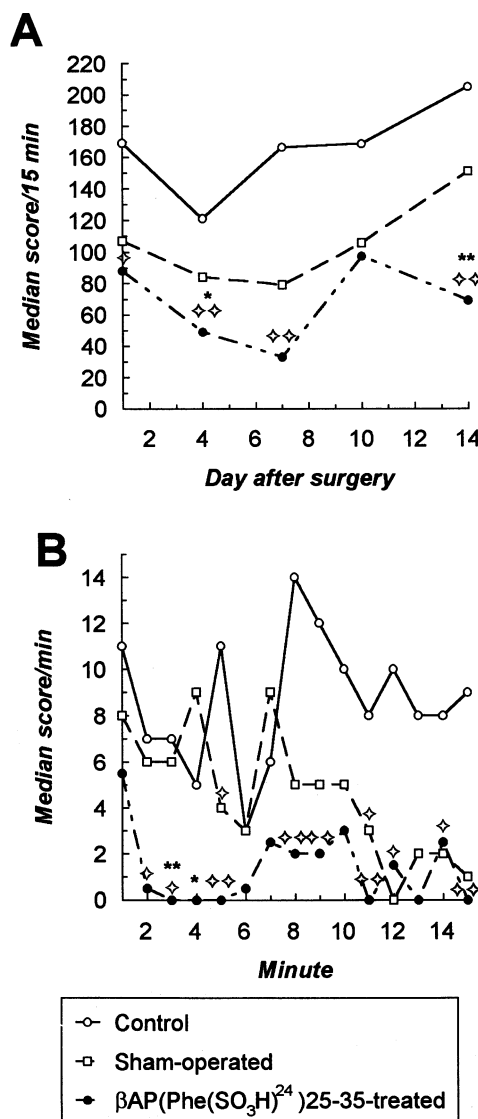 A
220
200
180
160
140
120
100
80
60
40
20
0
Median score/15 min
*
**
2 4 6 8 10 12 14
Day after surgery
B
14
12
10
8
6
4
2
0
Median score/min
** *
2 4 6 8 10 12 14
Minute
Control
Sham-operated
βAP(Phe(SO₃H)²⁴)25-35-treated